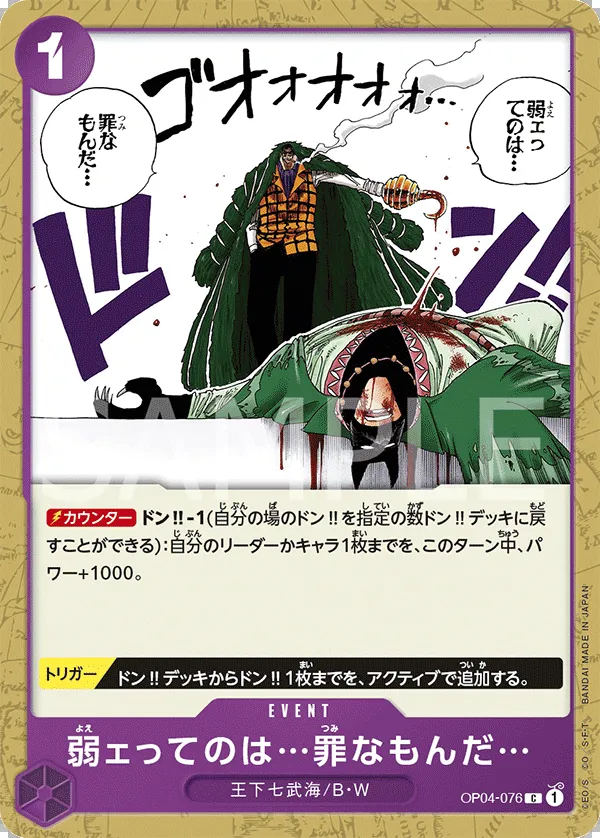 1
ゴオォオォォ…
弱ェっ
てのは…
罪な
もんだ…
ドン!!
SAMPLE
カウンター ドン!!-1(自分の場のドン!!を指定の数ドン!!デッキに戻
すことができる):自分のリーダーかキャラ1枚までを、このターン中、パ
ワー+1000。
トリガー ドン!!デッキからドン!!1枚までを、アクティブで追加する。
EVENT
弱ェってのは…罪なもんだ…
王下七武海/B・W
OP04-076 C 1
©E.O./S. ©O./S.・F.・T. BANDAI MADE IN JAPAN